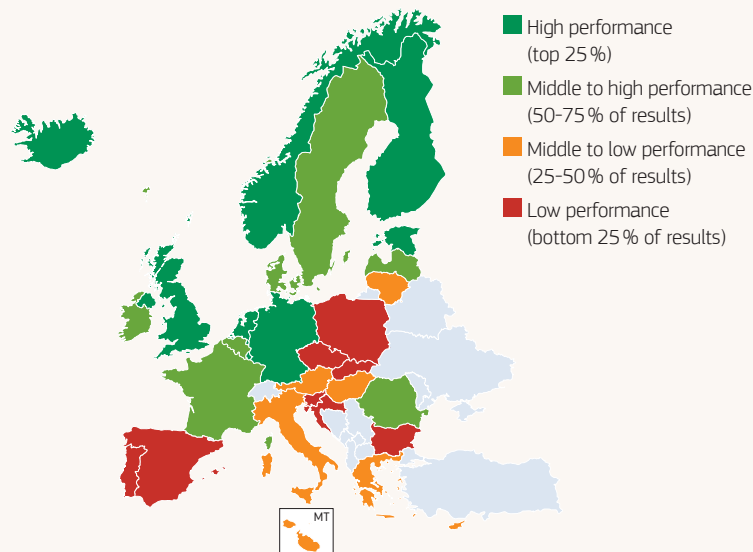 High performance
(top 25 %)
Middle to high performance
(50-75 % of results)
Middle to low performance
(25-50 % of results)
Low performance
(bottom 25 % of results)
MT